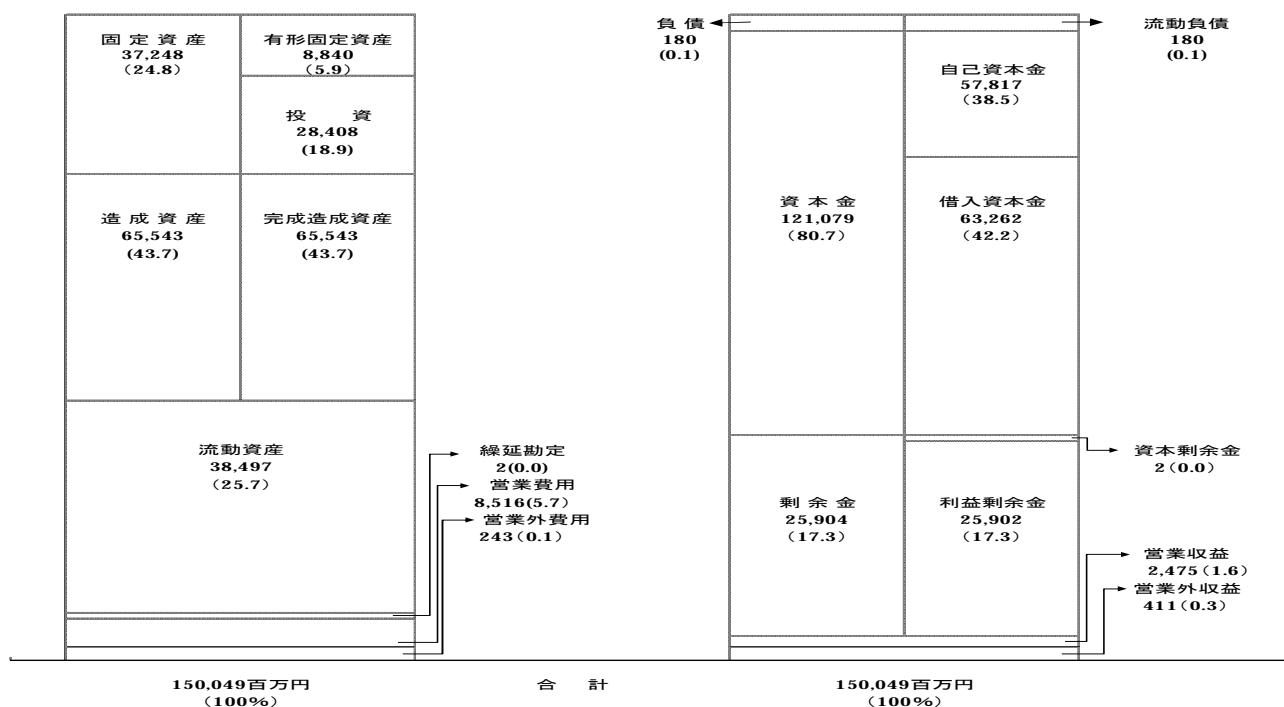 固定資産
37,248
(24.8)
有形固定資産
8,840
(5.9)
投　資
28,408
(18.9)
造成資産
65,543
(43.7)
完成造成資産
65,543
(43.7)
流動資産
38,497
(25.7)
繰延勘定
2(0.0)
営業費用
8,516(5.7)
営業外費用
243(0.1)
150,049百万円
(100%)
合　計
負債
180
(0.1)
流動負債
180
(0.1)
自己資本金
57,817
(38.5)
資本金
121,079
(80.7)
借入資本金
63,262
(42.2)
資本剰余金
2(0.0)
剰余金
25,904
(17.3)
利益剰余金
25,902
(17.3)
営業収益
2,475(1.6)
営業外収益
411(0.3)
150,049百万円
(100%)